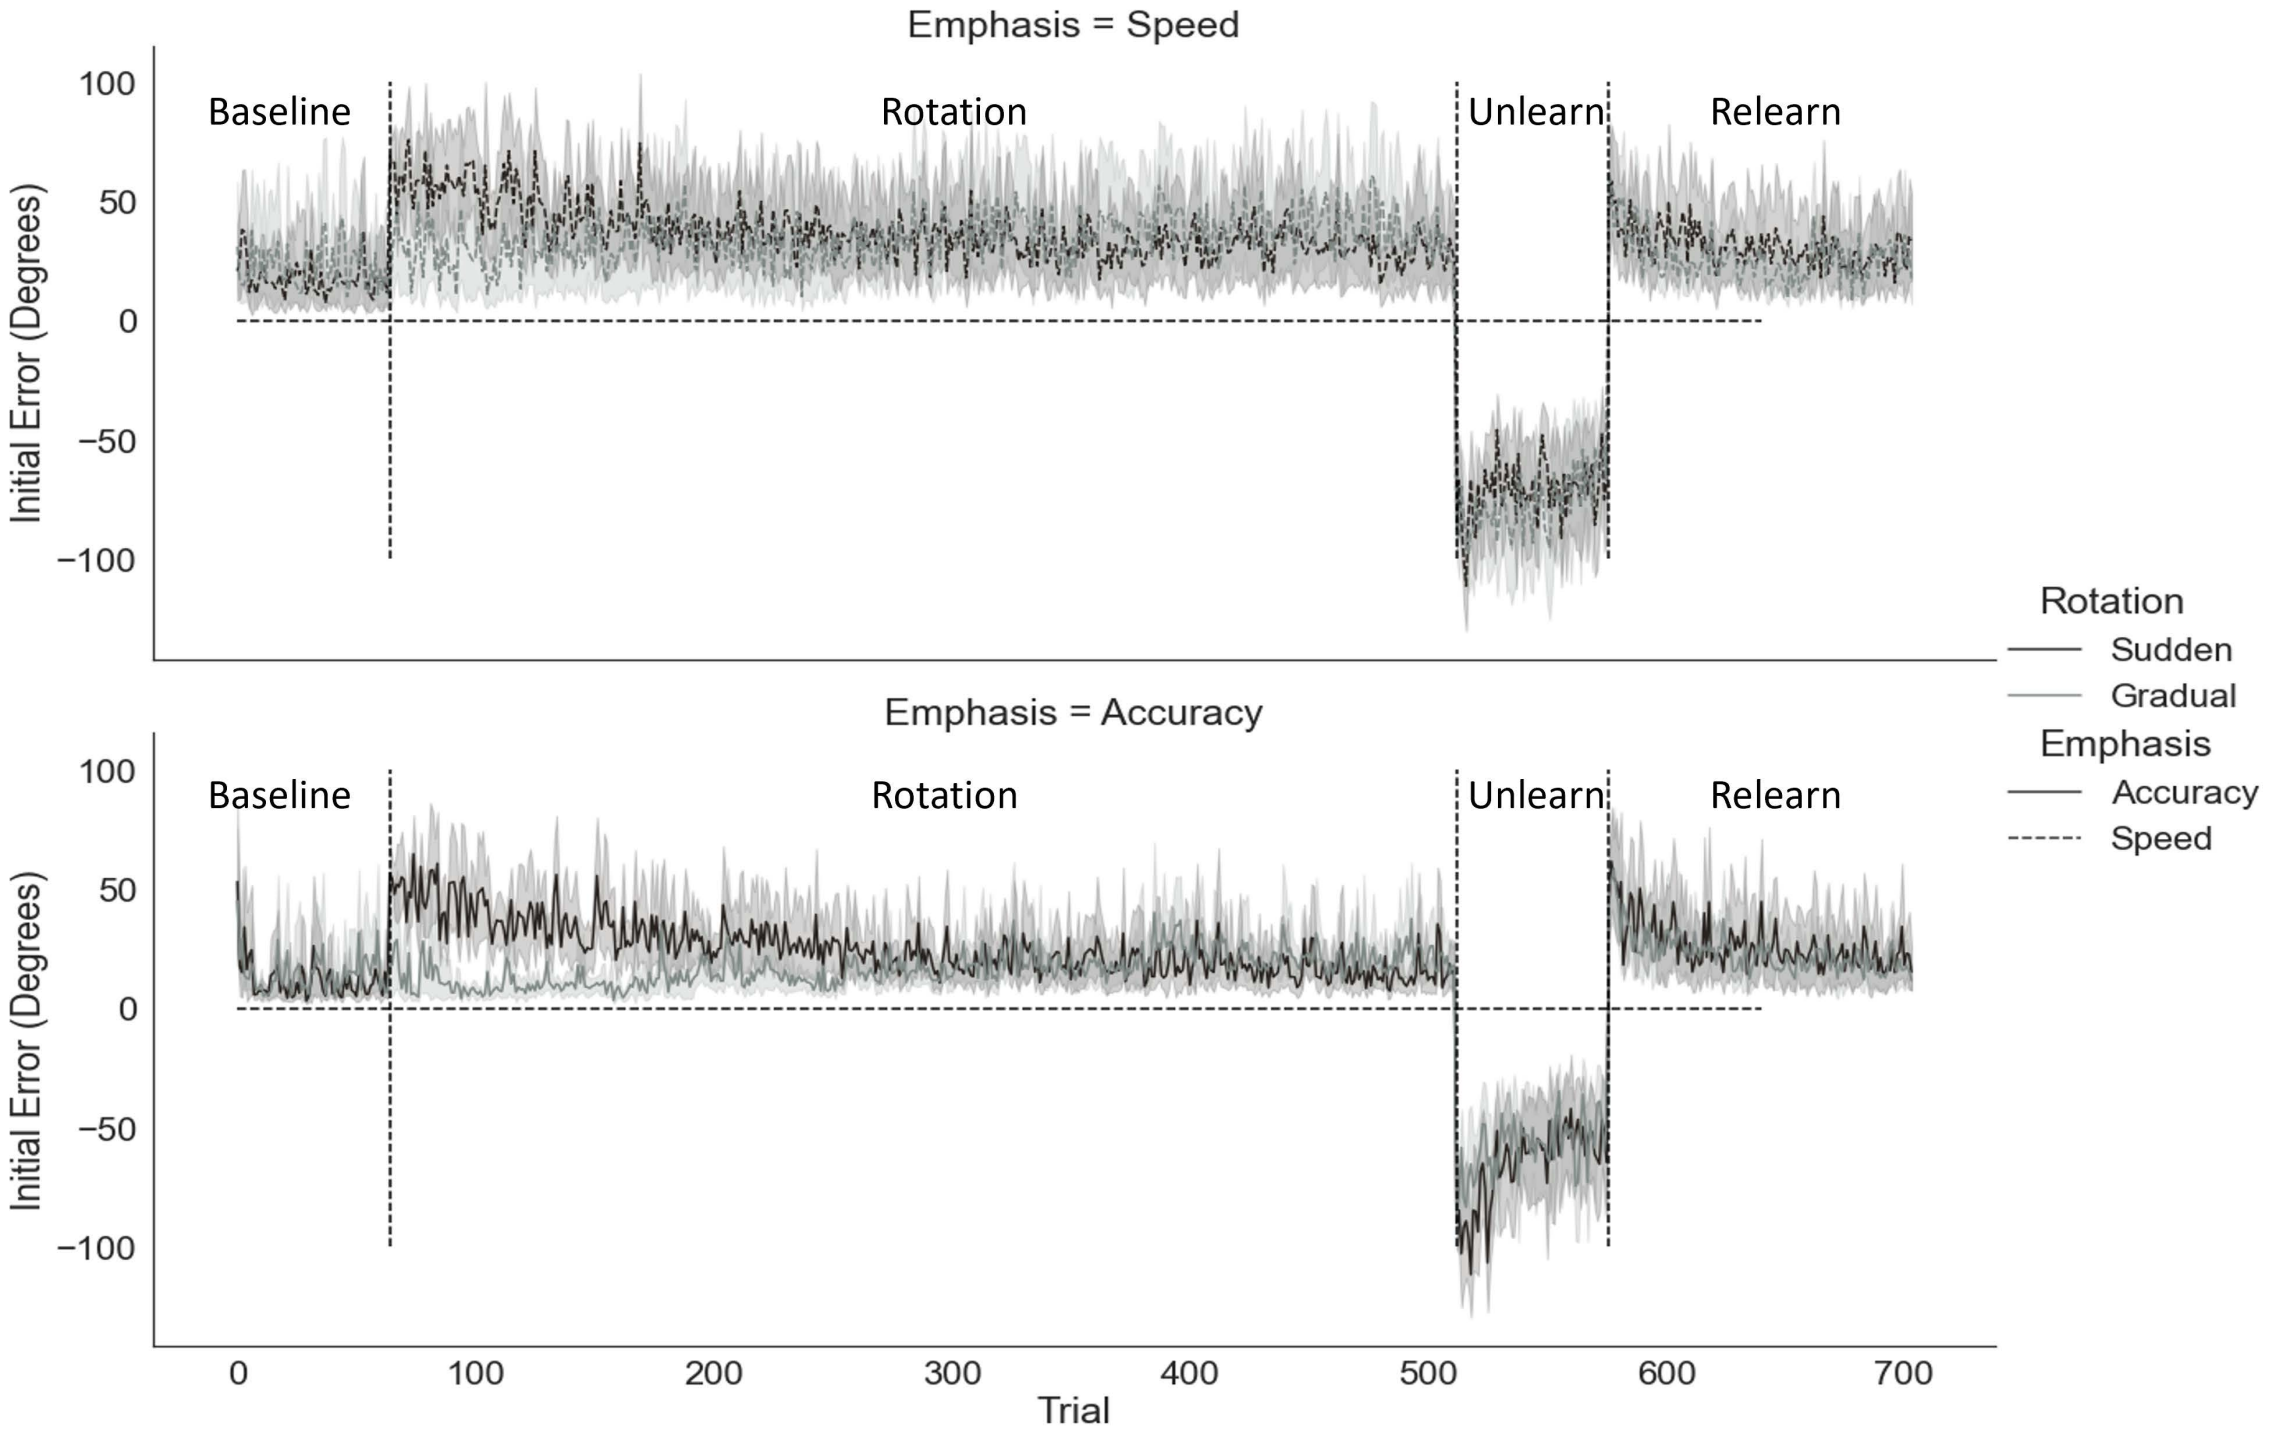 Emphasis = Speed
100
50
0
−50
−100
Initial Error (Degrees)
Baseline
Rotation
Unlearn
Relearn
Rotation
Sudden
Gradual
Emphasis
Accuracy
Speed
Emphasis = Accuracy
100
50
0
−50
−100
Initial Error (Degrees)
Baseline
Rotation
Unlearn
Relearn
0 100 200 300 400 500 600 700
Trial